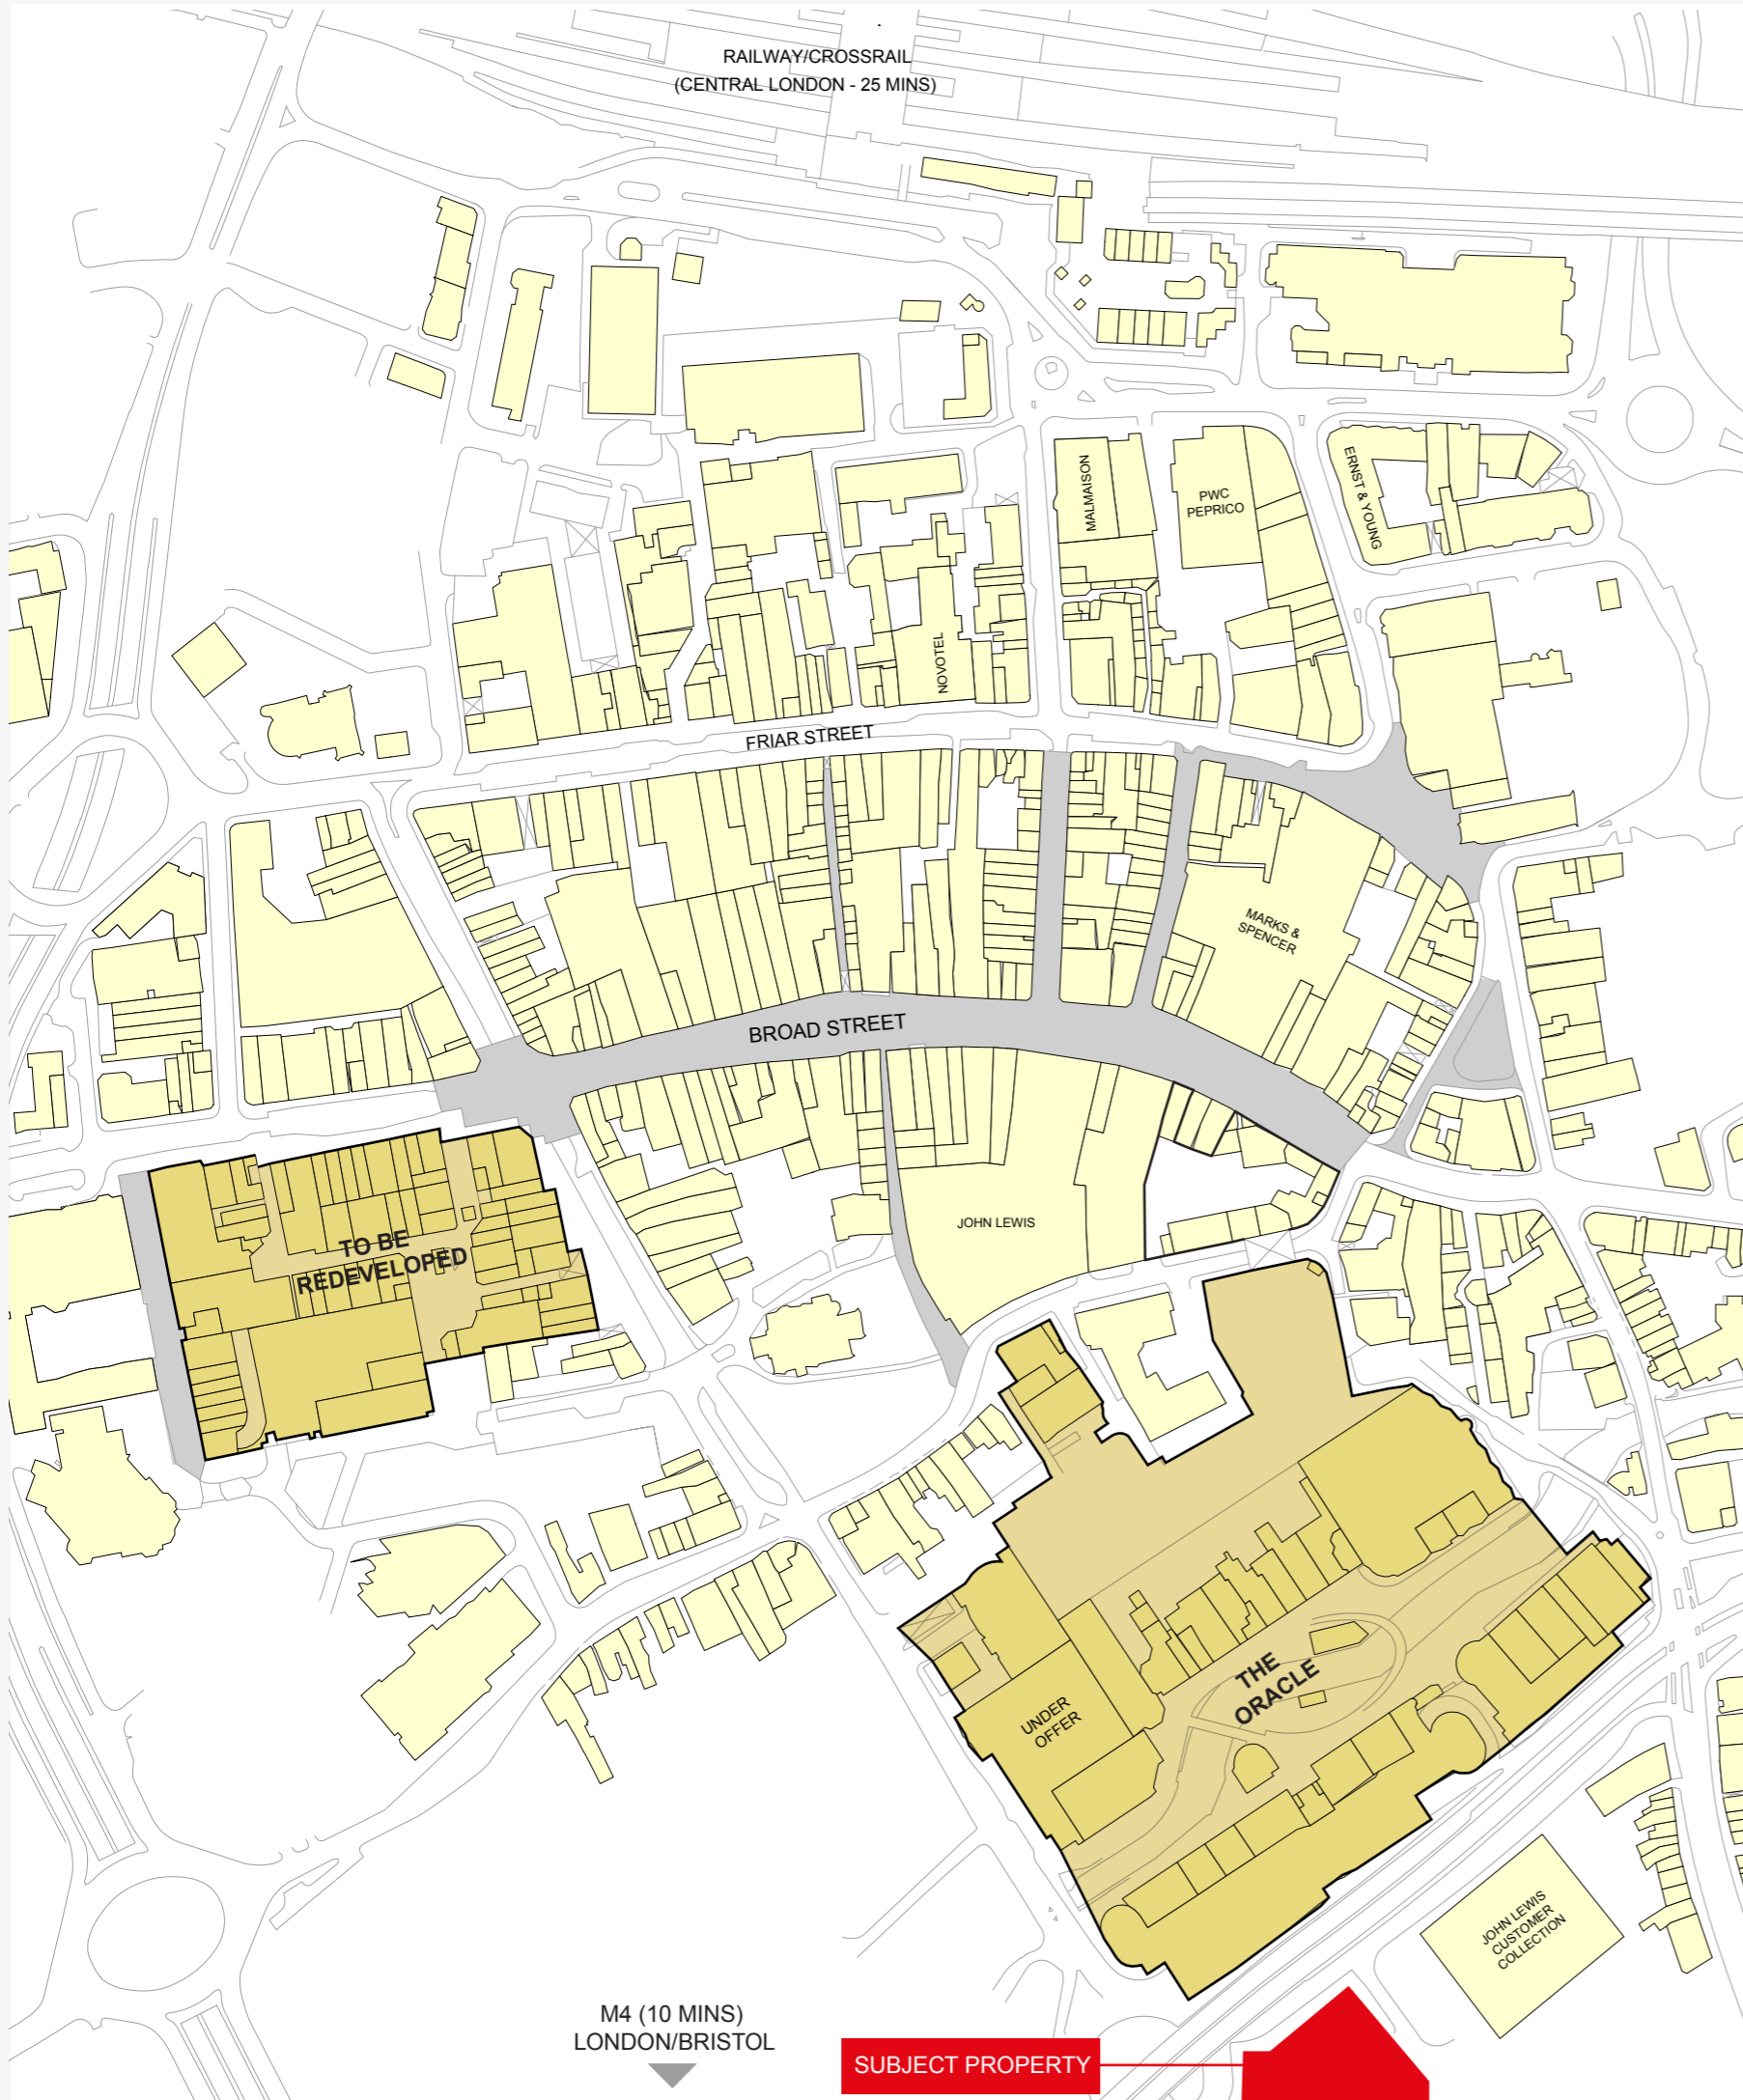 RAILWAY/CROSSRAIL
(CENTRAL LONDON - 25 MINS)
MALMAISON
PWC
PEPRICO
ERNST & YOUNG
NOVOTEL
FRIAR STREET
MARKS &
SPENCER
BROAD STREET
JOHN LEWIS
TO BE
REDEVELOPED
THE
ORACLE
UNDER
OFFER
JOHN LEWIS
CUSTOMER
COLLECTION
M4 (10 MINS)
LONDON/BRISTOL
SUBJECT PROPERTY